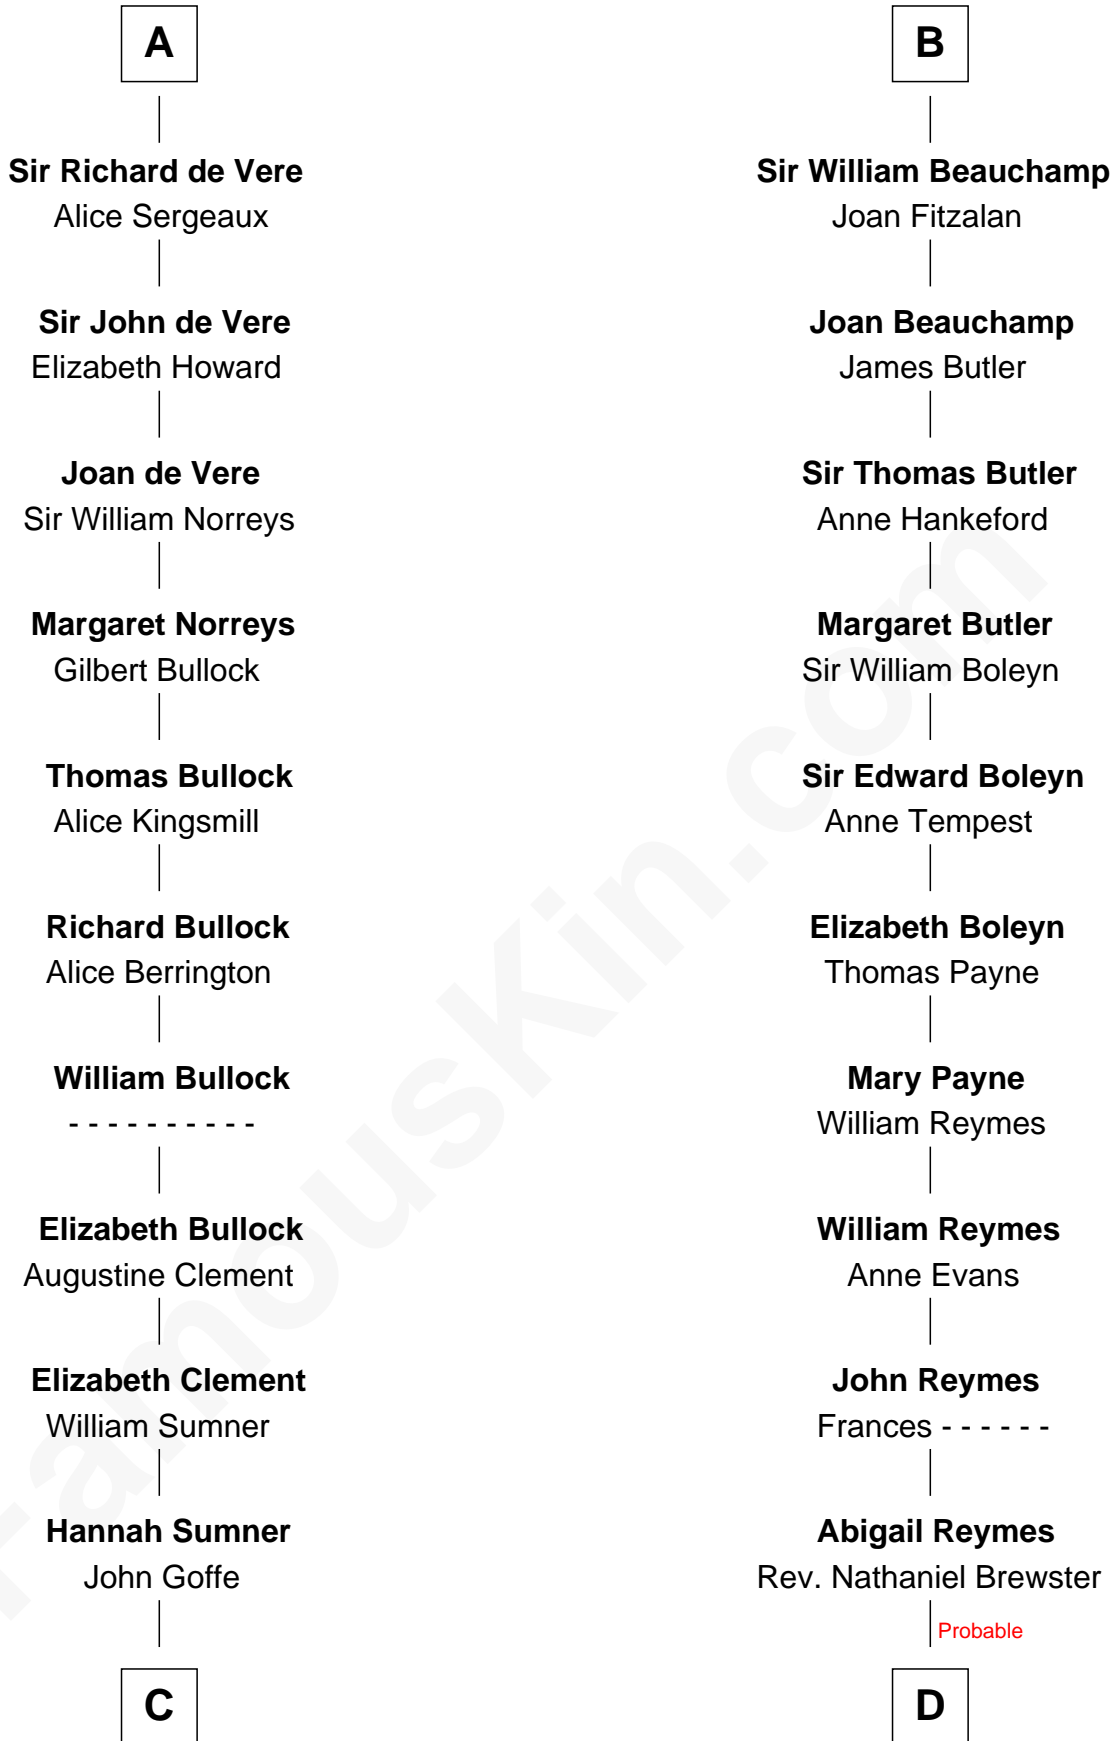 A
Sir Richard de Vere
Alice Sergeaux
Sir John de Vere
Elizabeth Howard
Joan de Vere
Sir William Norreys
Margaret Norreys
Gilbert Bullock
Thomas Bullock
Alice Kingsmill
Richard Bullock
Alice Berrington
William Bullock
- - - - - - - - - -
Elizabeth Bullock
Augustine Clement
Elizabeth Clement
William Sumner
Hannah Sumner
John Goffe
C
B
Sir William Beauchamp
Joan Fitzalan
Joan Beauchamp
James Butler
Sir Thomas Butler
Anne Hankeford
Margaret Butler
Sir William Boleyn
Sir Edward Boleyn
Anne Tempest
Elizabeth Boleyn
Thomas Payne
Mary Payne
William Reymes
William Reymes
Anne Evans
John Reymes
Frances - - - - - -
Abigail Reymes
Rev. Nathaniel Brewster
Probable
D
FamousKin.com